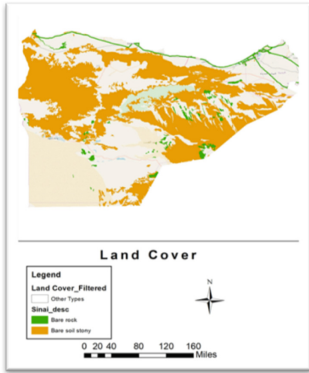 Land Cover
Legend
Land Cover_Filtered
Other Types
Sinai_desc
Bare rock
Bare soil stony
N
0 20 40 80 120 160
Miles